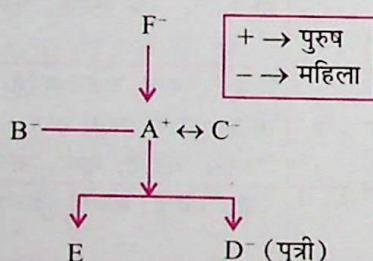 F⁻
+ → पुरुष
− → महिला
B⁻ A⁺ ↔ C⁻
E D⁻ (पुत्री)